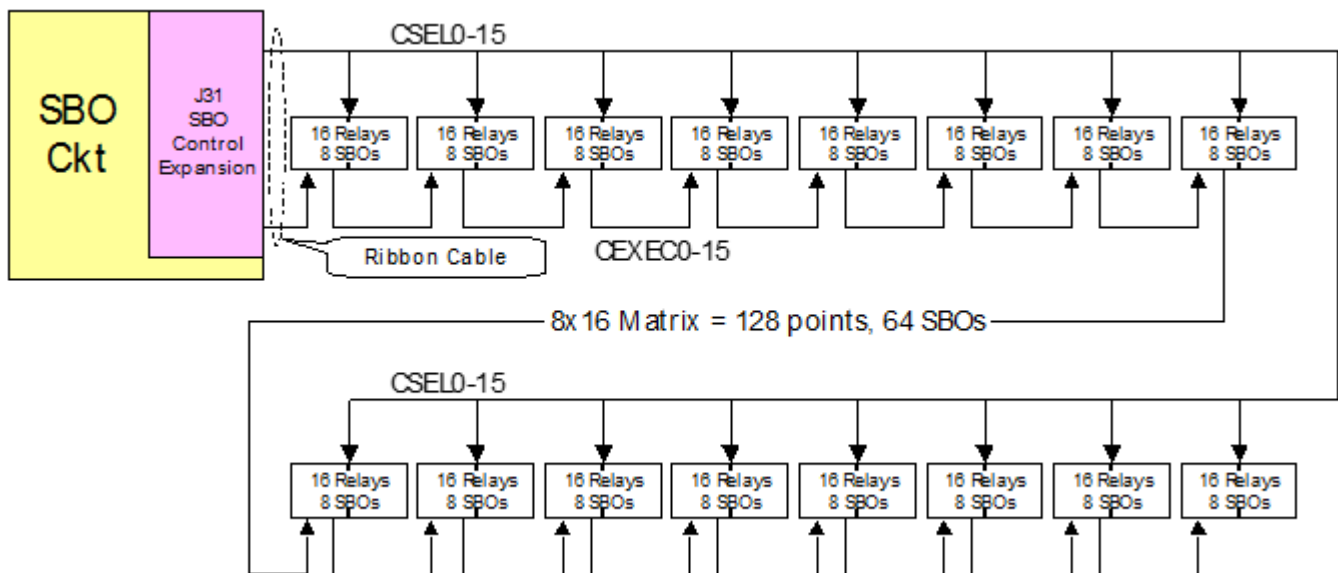 CSEL0-15
SBO
Ckt
J31
SBO
Control
Expansion
16 Relays
8 SBOs
16 Relays
8 SBOs
16 Relays
8 SBOs
16 Relays
8 SBOs
16 Relays
8 SBOs
16 Relays
8 SBOs
16 Relays
8 SBOs
16 Relays
8 SBOs
Ribbon Cable
CEXEC0-15
8x16 Matrix = 128 points, 64 SBOs
CSEL0-15
16 Relays
8 SBOs
16 Relays
8 SBOs
16 Relays
8 SBOs
16 Relays
8 SBOs
16 Relays
8 SBOs
16 Relays
8 SBOs
16 Relays
8 SBOs
16 Relays
8 SBOs